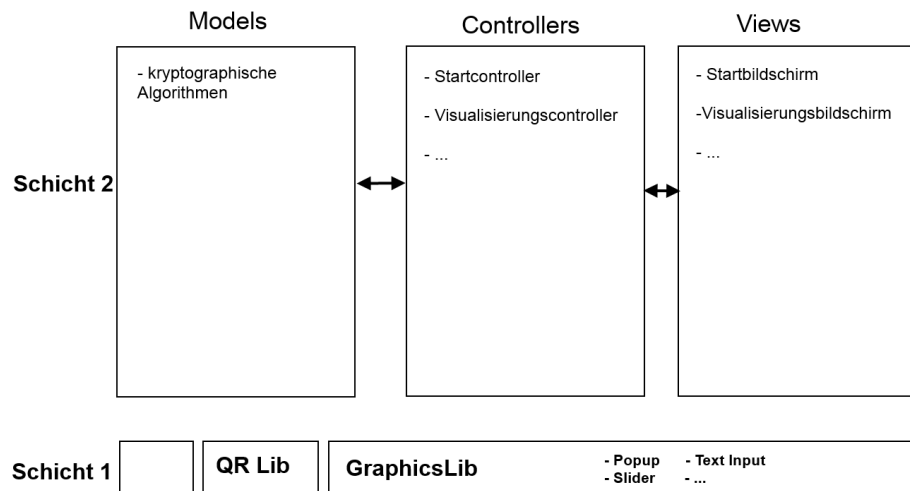 Models
Controllers
Views
- kryptographische
Algorithmen
- Startcontroller
- Visualisierungscontroller
- ...
- Startbildschirm
-Visualisierungsbildschirm
- ...
Schicht 2
Schicht 1
QR Lib
GraphicsLib
- Popup
- Slider
- Text Input
- ...